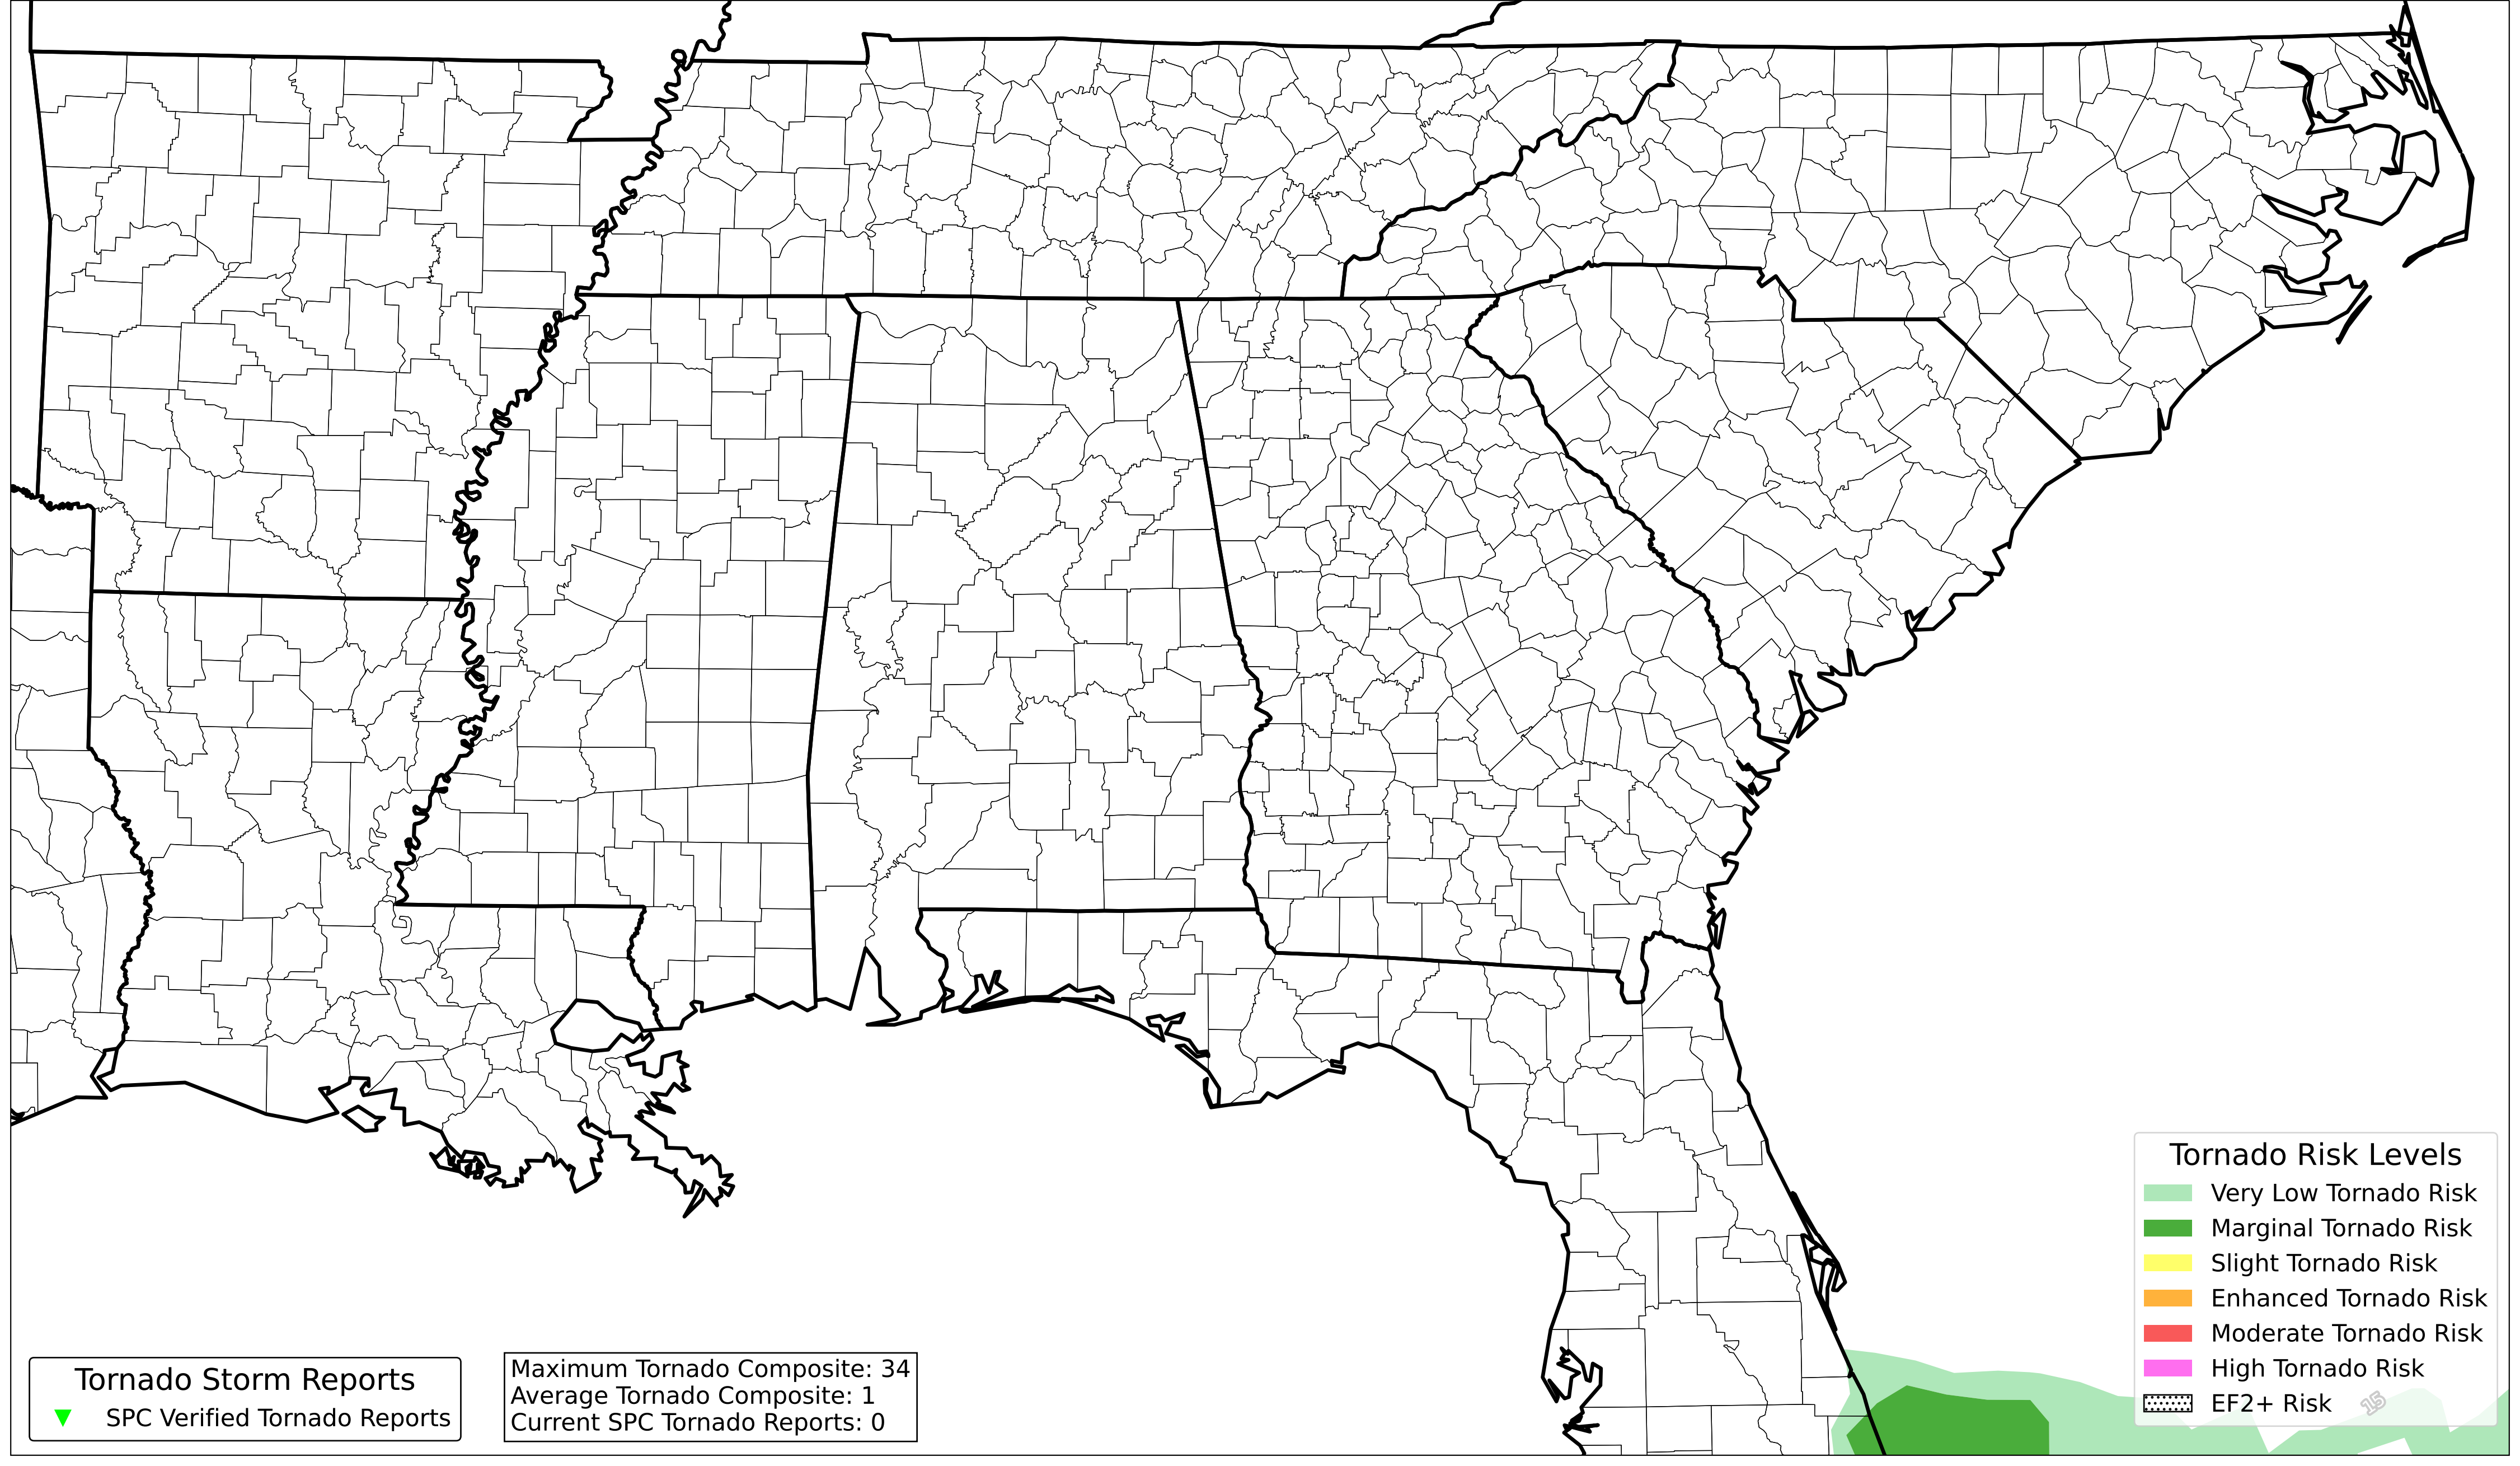 Tornado Risk Levels
Very Low Tornado Risk
Marginal Tornado Risk
Slight Tornado Risk
Enhanced Tornado Risk
Moderate Tornado Risk
High Tornado Risk
EF2+ Risk
15
Tornado Storm Reports
SPC Verified Tornado Reports
Maximum Tornado Composite: 34
Average Tornado Composite: 1
Current SPC Tornado Reports: 0